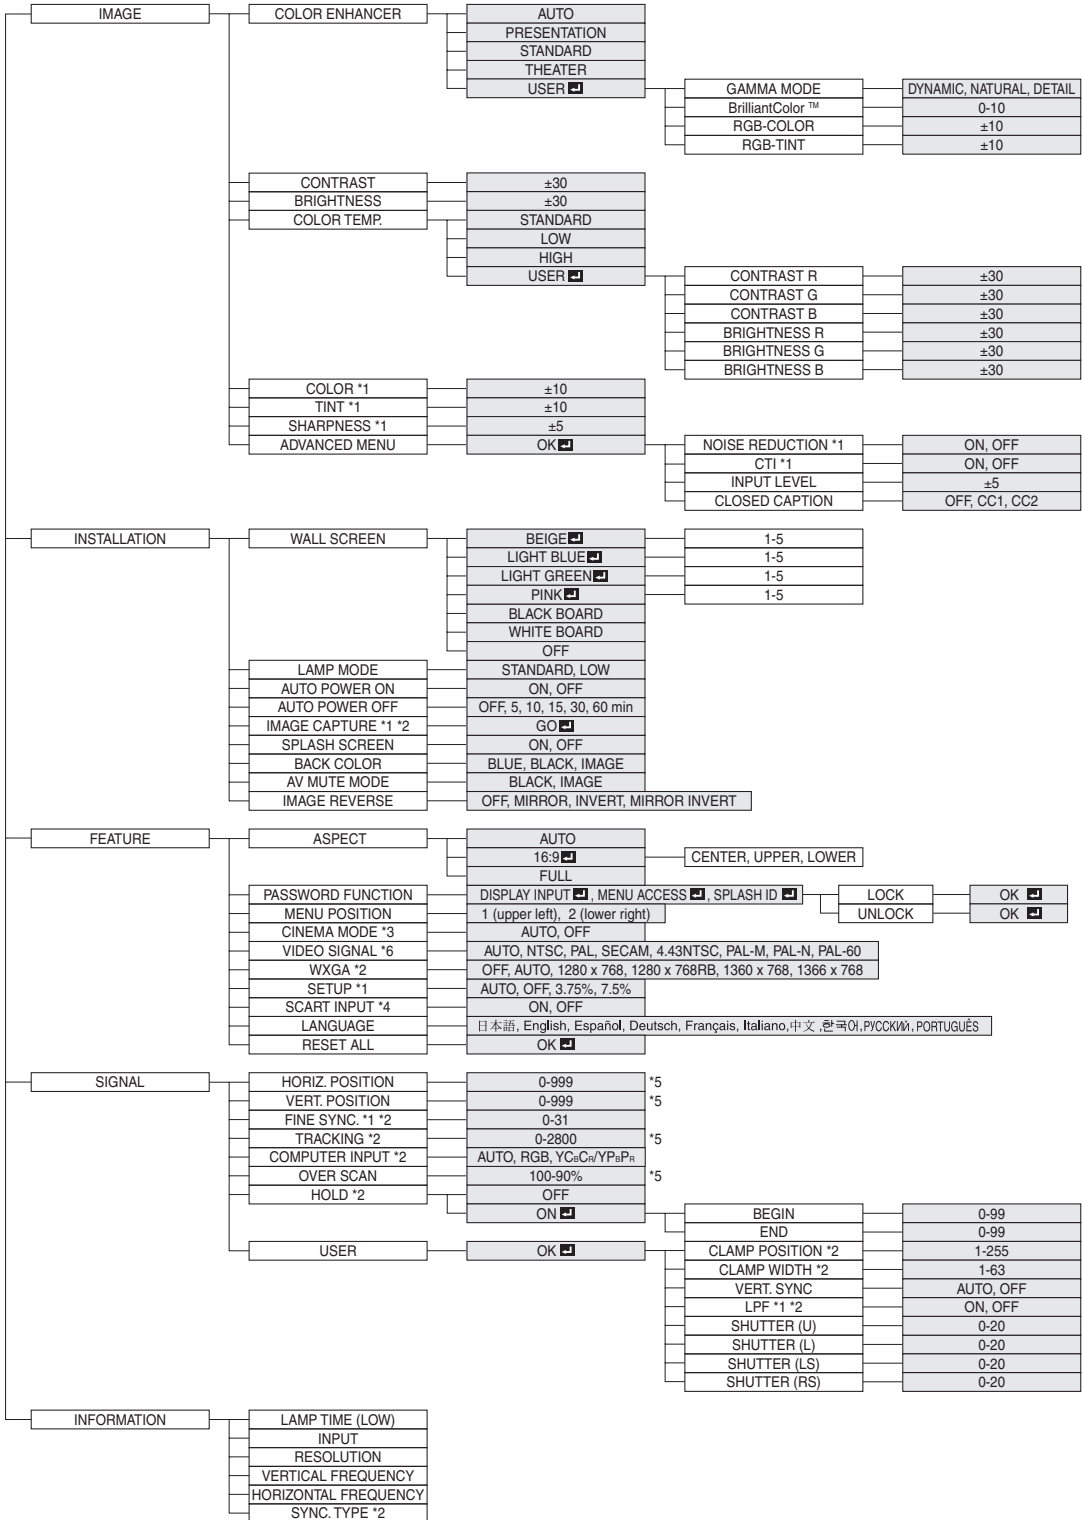 IMAGE COLOR ENHANCER AUTO
PRESENTATION
STANDARD
THEATER
USER GAMMA MODE DYNAMIC, NATURAL, DETAIL
BrilliantColor ™ 0-10
RGB-COLOR ±10
RGB-TINT ±10
CONTRAST ±30
BRIGHTNESS ±30
COLOR TEMP. STANDARD
LOW
HIGH
USER CONTRAST R ±30
CONTRAST G ±30
CONTRAST B ±30
BRIGHTNESS R ±30
BRIGHTNESS G ±30
BRIGHTNESS B ±30
COLOR *1 ±10
TINT *1 ±10
SHARPNESS *1 ±5
ADVANCED MENU OK NOISE REDUCTION *1 ON, OFF
CTI *1 ON, OFF
INPUT LEVEL ±5
CLOSED CAPTION OFF, CC1, CC2
INSTALLATION WALL SCREEN BEIGE 1-5
LIGHT BLUE 1-5
LIGHT GREEN 1-5
PINK 1-5
BLACK BOARD
WHITE BOARD
OFF
LAMP MODE STANDARD, LOW
AUTO POWER ON ON, OFF
AUTO POWER OFF OFF, 5, 10, 15, 30, 60 min
IMAGE CAPTURE *1 *2 GO
SPLASH SCREEN ON, OFF
BACK COLOR BLUE, BLACK, IMAGE
AV MUTE MODE BLACK, IMAGE
IMAGE REVERSE OFF, MIRROR, INVERT, MIRROR INVERT
FEATURE ASPECT AUTO
16:9 CENTER, UPPER, LOWER
FULL
PASSWORD FUNCTION DISPLAY INPUT , MENU ACCESS , SPLASH ID LOCK OK
MENU POSITION 1 (upper left), 2 (lower right) UNLOCK OK
CINEMA MODE *3 AUTO, OFF
VIDEO SIGNAL *6 AUTO, NTSC, PAL, SECAM, 4.43NTSC, PAL-M, PAL-N, PAL-60
WXGA *2 OFF, AUTO, 1280 x 768, 1280 x 768RB, 1360 x 768, 1366 x 768
SETUP *1 AUTO, OFF, 3.75%, 7.5%
SCART INPUT *4 ON, OFF
LANGUAGE 日本語, English, Español, Deutsch, Français, Italiano,中文 ,한국어,РУССКИЙ, PORTUGUÊS
RESET ALL OK
SIGNAL HORIZ. POSITION 0-999 *5
VERT. POSITION 0-999 *5
FINE SYNC. *1 *2 0-31
TRACKING *2 0-2800 *5
COMPUTER INPUT *2 AUTO, RGB, YCBCR/YPBPR
OVER SCAN 100-90% *5
HOLD *2 OFF
ON BEGIN 0-99
END 0-99
USER OK CLAMP POSITION *2 1-255
CLAMP WIDTH *2 1-63
VERT. SYNC AUTO, OFF
LPF *1 *2 ON, OFF
SHUTTER (U) 0-20
SHUTTER (L) 0-20
SHUTTER (LS) 0-20
SHUTTER (RS) 0-20
INFORMATION LAMP TIME (LOW)
INPUT
RESOLUTION
VERTICAL FREQUENCY
HORIZONTAL FREQUENCY
SYNC. TYPE *2